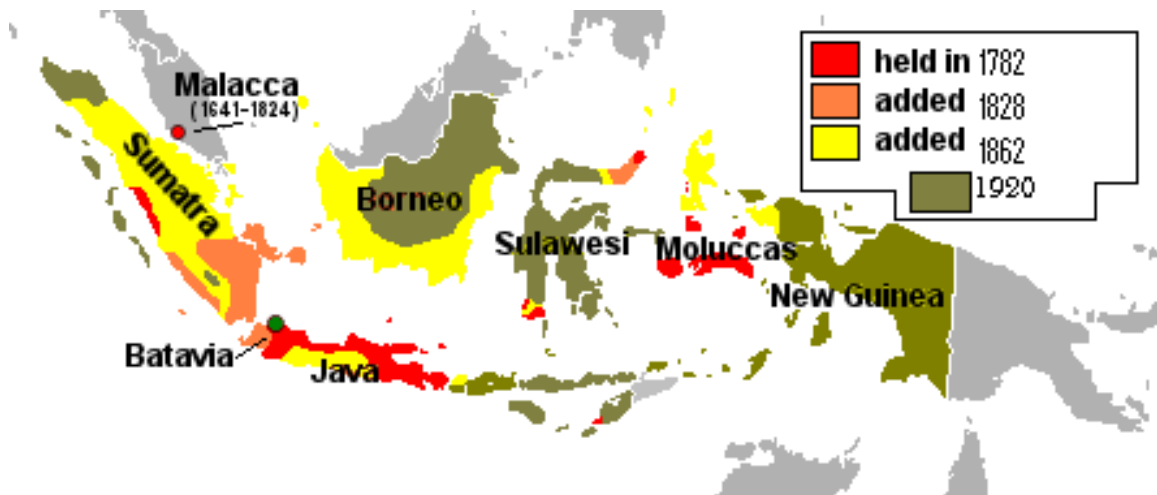 Malacca
(1641-1824)
Sumatra
Borneo
Sulawesi
Moluccas
New Guinea
Batavia
Java
held in 1782
added 1828
added 1862
1920